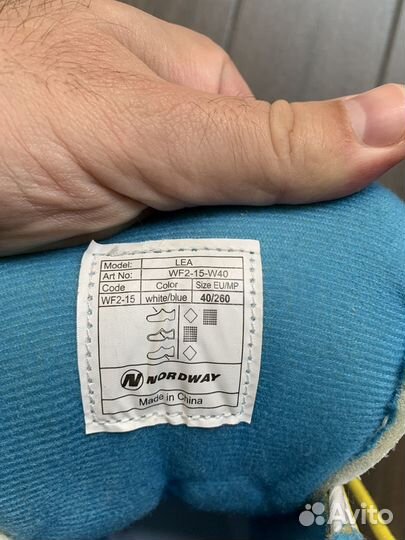 Model: LEA
Art No: WF2-15-W40
Code Color Size EU/MP
WF2-15 white/blue 40/260
NORDWAY
Made in China
Avito